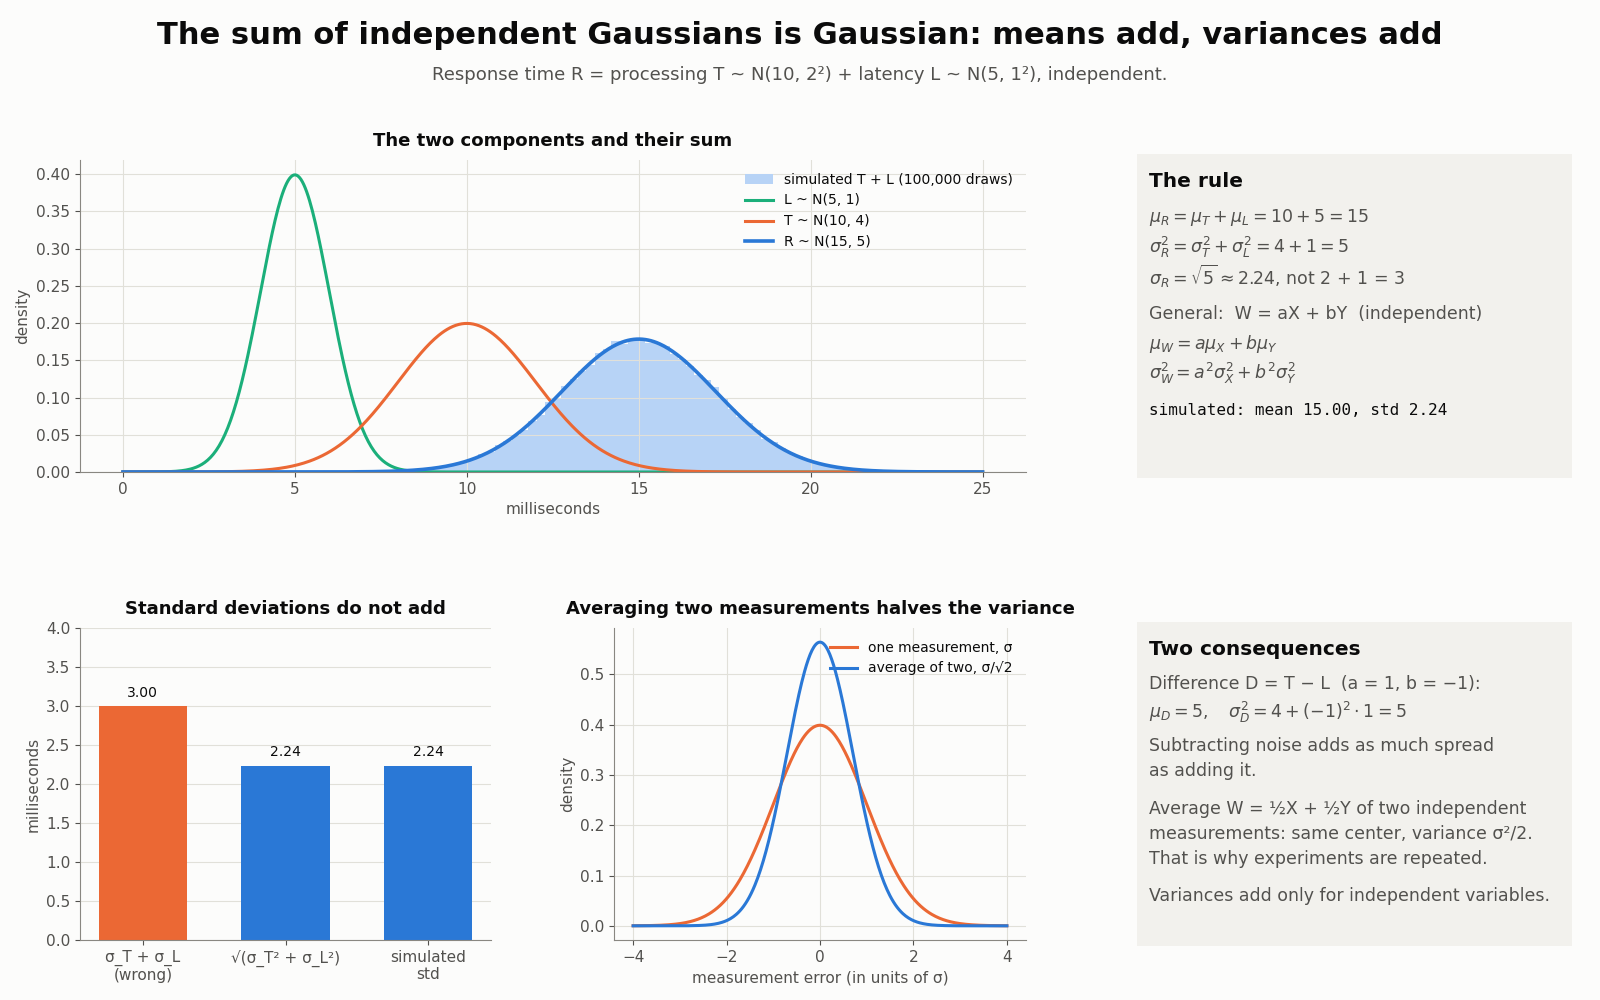 The sum of independent Gaussians is Gaussian: means add, variances add
Response time R = processing T ~ N(10, 2²) + latency L ~ N(5, 1²), independent.
The two components and their sum
density
0.40
0.35
0.30
0.25
0.20
0.15
0.10
0.05
0.00
simulated T + L (100,000 draws)
L ~ N(5, 1)
T ~ N(10, 4)
R ~ N(15, 5)
0 5 10 15 20 25
milliseconds
The rule
μ_R = μ_T + μ_L = 10 + 5 = 15
σ_R² = σ_T² + σ_L² = 4 + 1 = 5
σ_R = √5 ≈ 2.24, not 2 + 1 = 3
General: W = aX + bY (independent)
μ_W = aμ_X + bμ_Y
σ_W² = a²σ_X² + b²σ_Y²
simulated: mean 15.00, std 2.24
Standard deviations do not add
milliseconds
4.0
3.5
3.0
2.5
2.0
1.5
1.0
0.5
0.0
3.00
2.24
2.24
σ_T + σ_L
(wrong)
√(σ_T² + σ_L²)
simulated
std
Averaging two measurements halves the variance
density
0.5
0.4
0.3
0.2
0.1
0.0
one measurement, σ
average of two, σ/√2
−4 −2 0 2 4
measurement error (in units of σ)
Two consequences
Difference D = T − L (a = 1, b = −1):
μ_D = 5, σ_D² = 4 + (−1)² · 1 = 5
Subtracting noise adds as much spread
as adding it.
Average W = ½X + ½Y of two independent
measurements: same center, variance σ²/2.
That is why experiments are repeated.
Variances add only for independent variables.